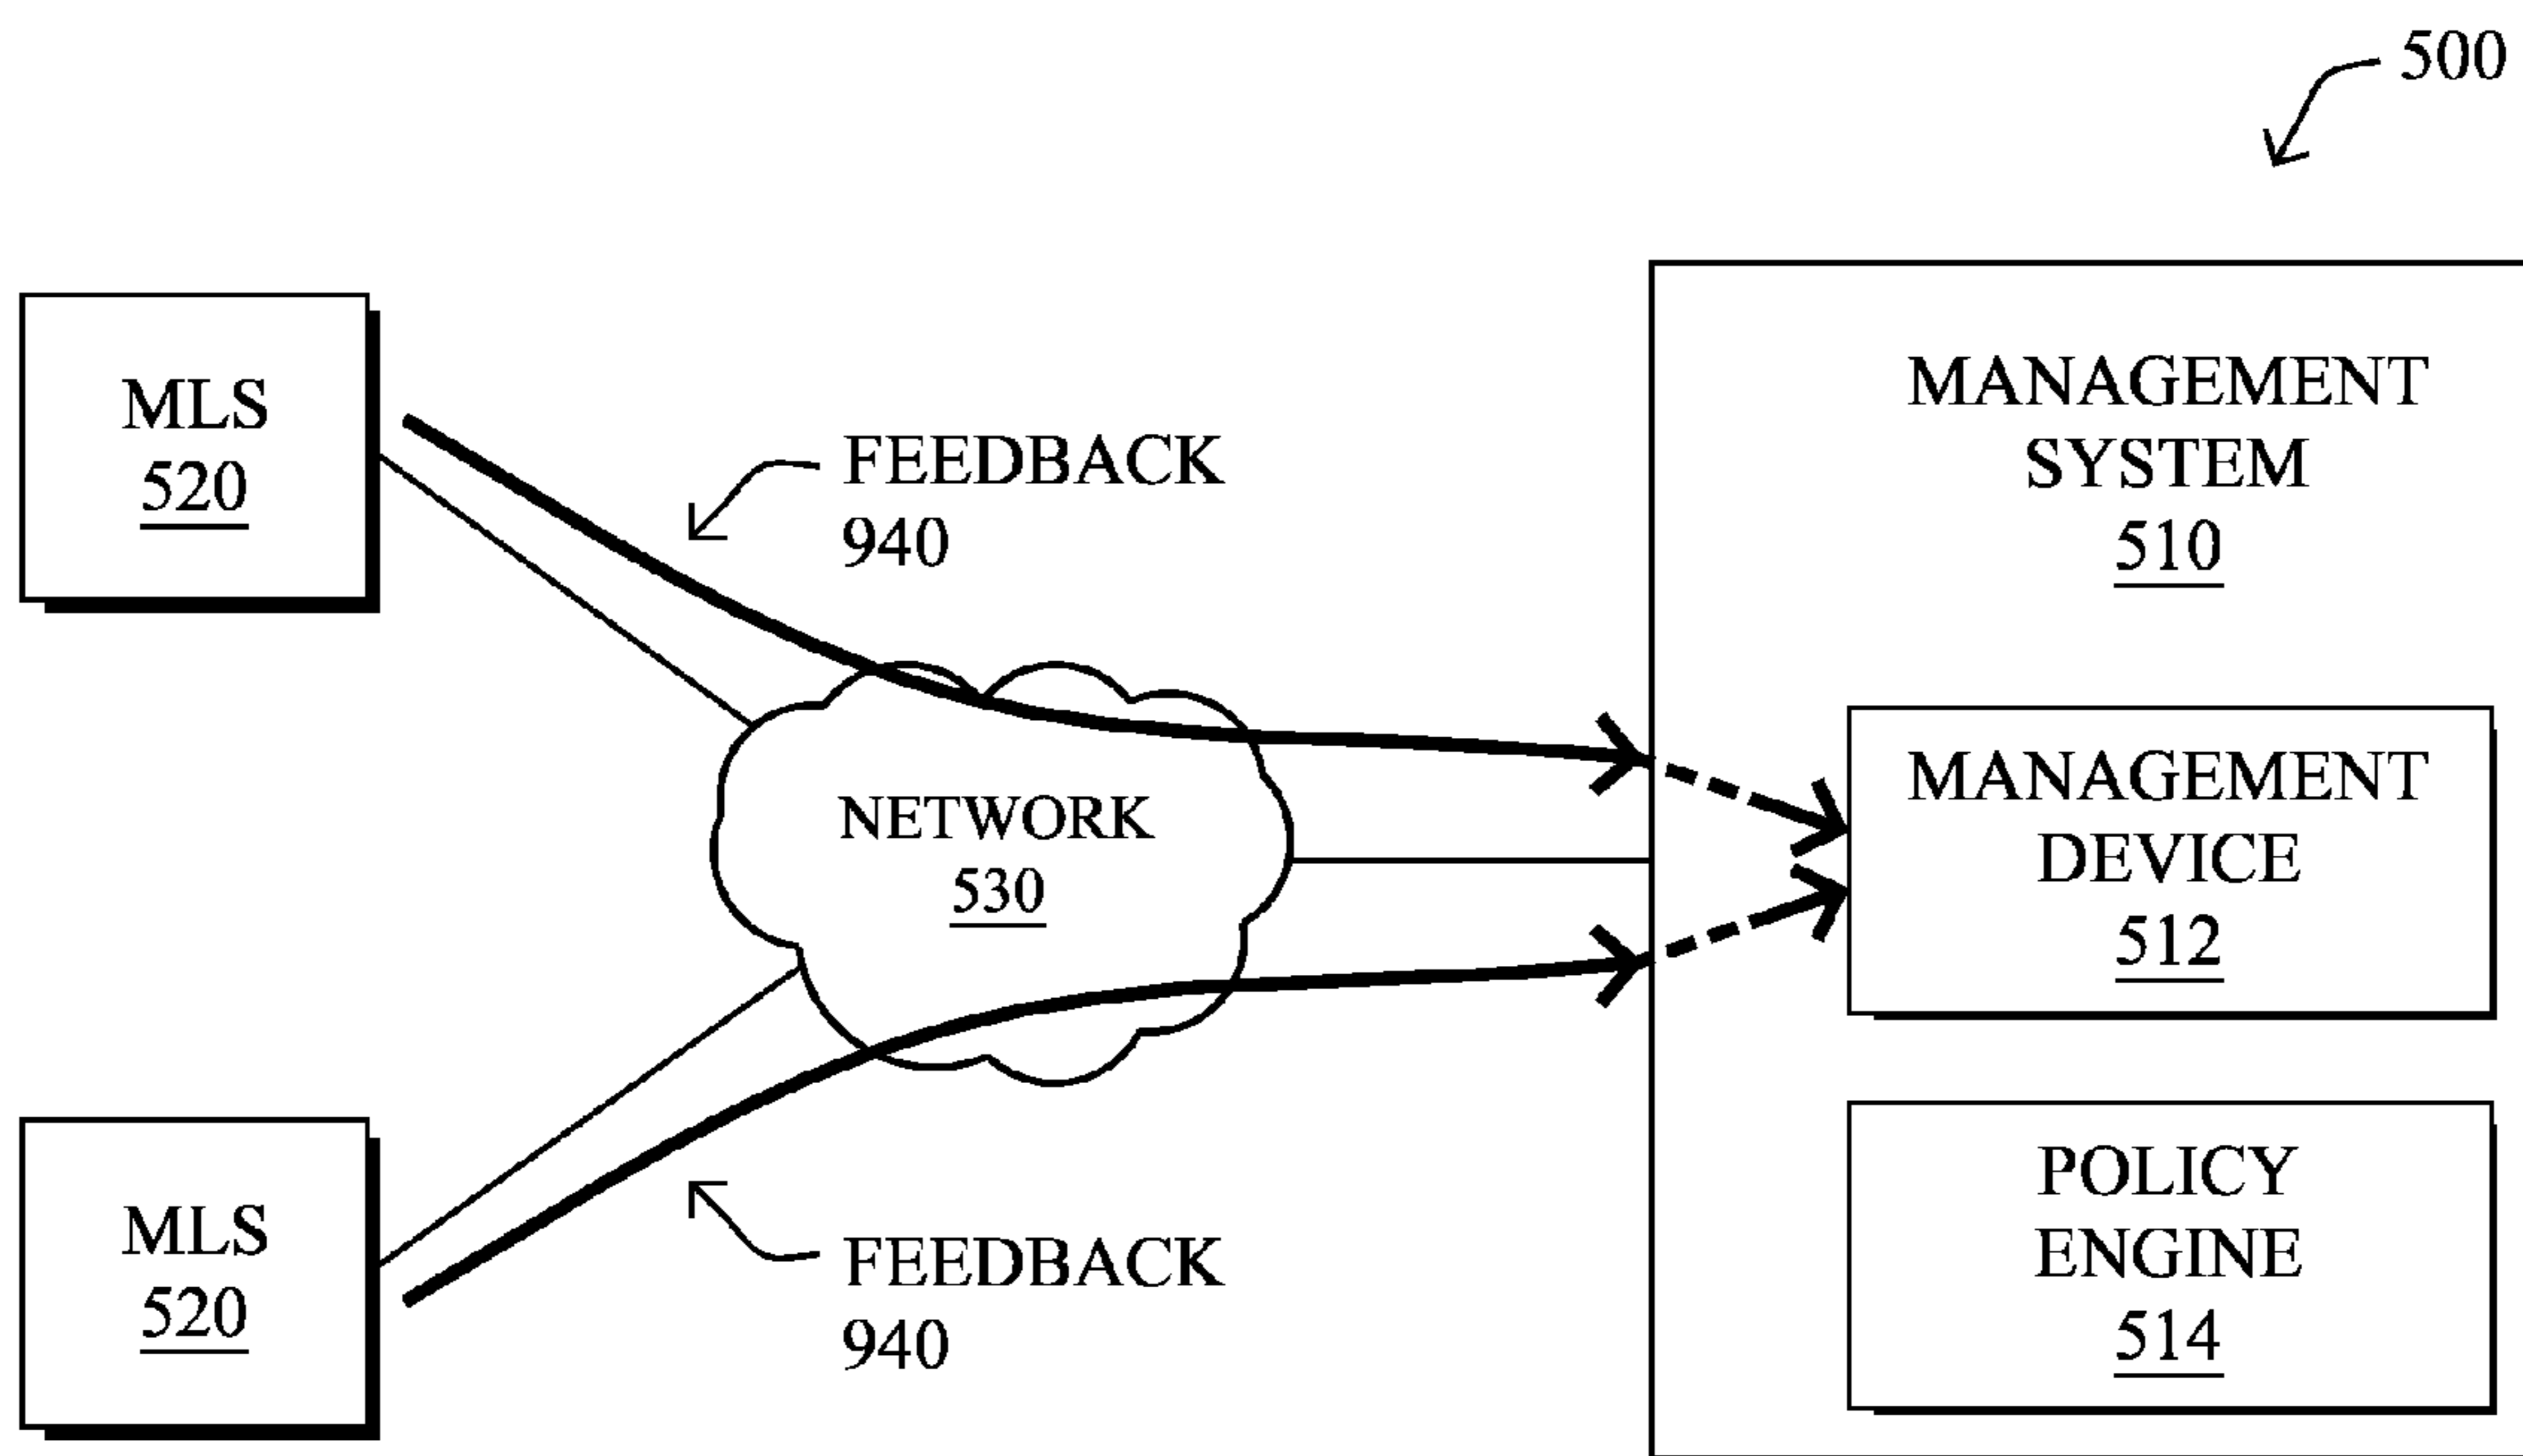 500
MLS
520
FEEDBACK
940
MANAGEMENT
SYSTEM
510
NETWORK
530
MANAGEMENT
DEVICE
512
MLS
520
FEEDBACK
940
POLICY
ENGINE
514